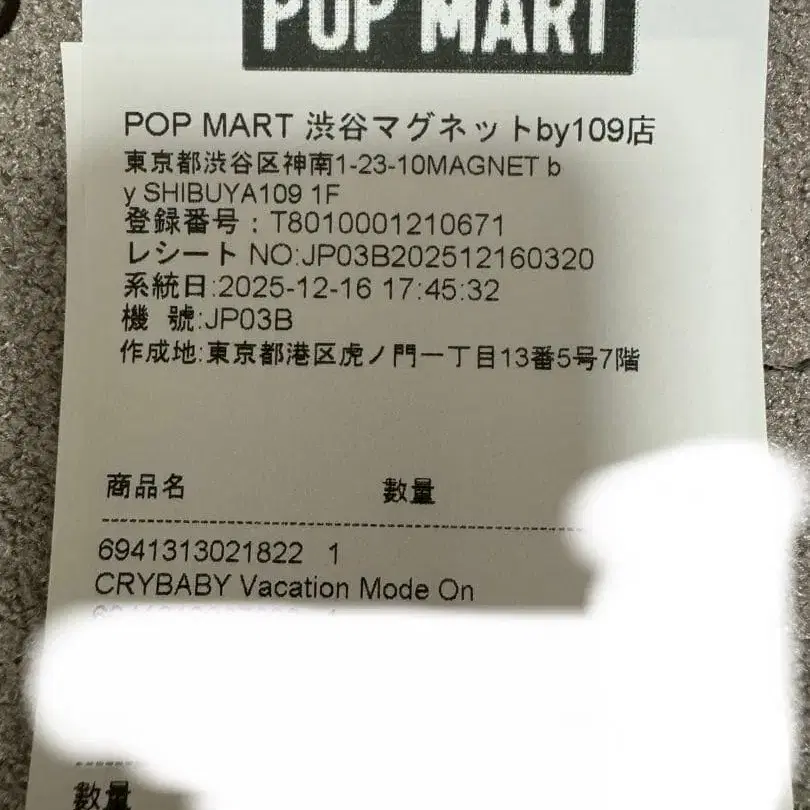 POP MART
POP MART 渋谷マグネットby109店
東京都渋谷区神南1-23-10MAGNET b
y SHIBUYA109 1F
登録番号：T8010001210671
レシート NO:JP03B202512160320
系統日:2025-12-16 17:45:32
機 號:JP03B
作成地:東京都港区虎ノ門一丁目13番5号7階
商品名 數量
6941313021822 1
CRYBABY Vacation Mode On
數量